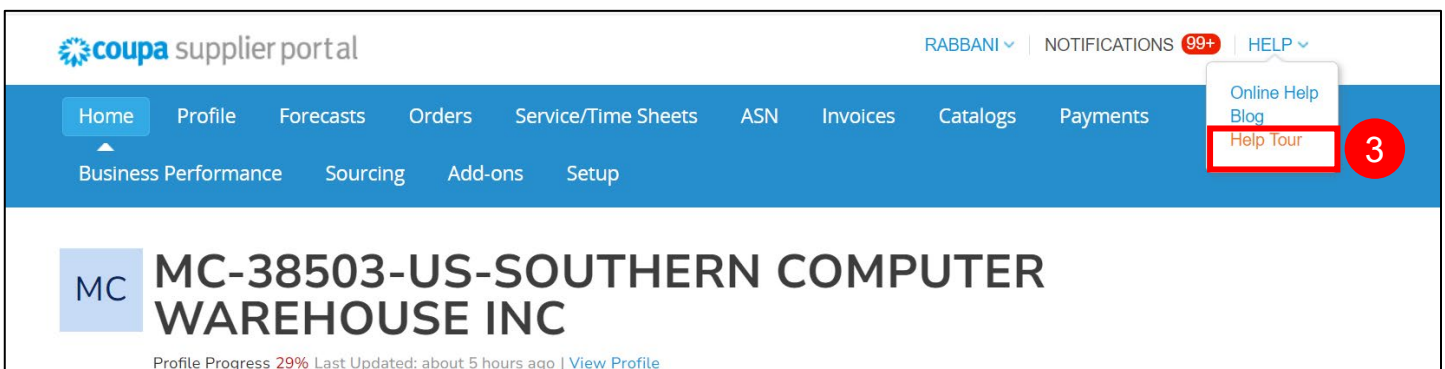 coupa supplier portal RABBANI NOTIFICATIONS 99+ HELP
Online Help
Blog
Help Tour
3
Home Profile Forecasts Orders Service/Time Sheets ASN Invoices Catalogs Payments
Business Performance Sourcing Add-ons Setup
MC
MC-38503-US-SOUTHERN COMPUTER
WAREHOUSE INC
Profile Progress 29% Last Updated: about 5 hours ago | View Profile